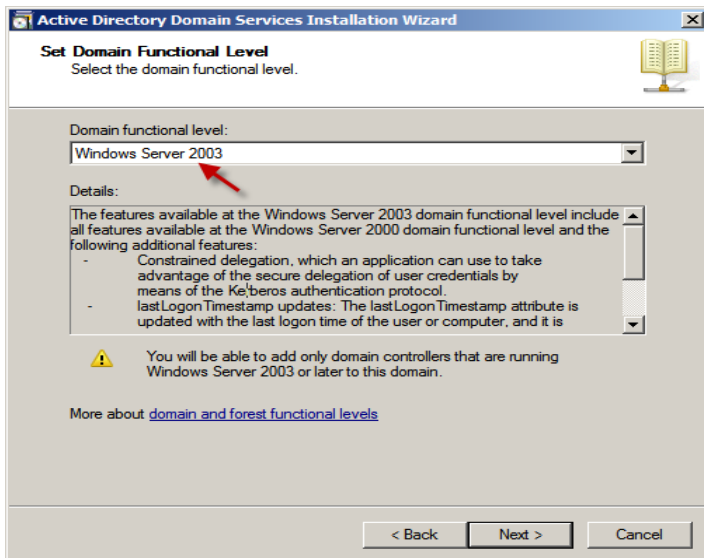 Active Directory Domain Services Installation Wizard
Set Domain Functional Level
Select the domain functional level.
Domain functional level:
Windows Server 2003
Details:
The features available at the Windows Server 2003 domain functional level include
all features available at the Windows Server 2000 domain functional level and the
following additional features:
- Constrained delegation, which an application can use to take
advantage of the secure delegation of user credentials by
means of the Kerberos authentication protocol.
- lastLogonTimestamp updates: The lastLogonTimestamp attribute is
updated with the last logon time of the user or computer, and it is
You will be able to add only domain controllers that are running
Windows Server 2003 or later to this domain.
More about domain and forest functional levels
< Back Next > Cancel